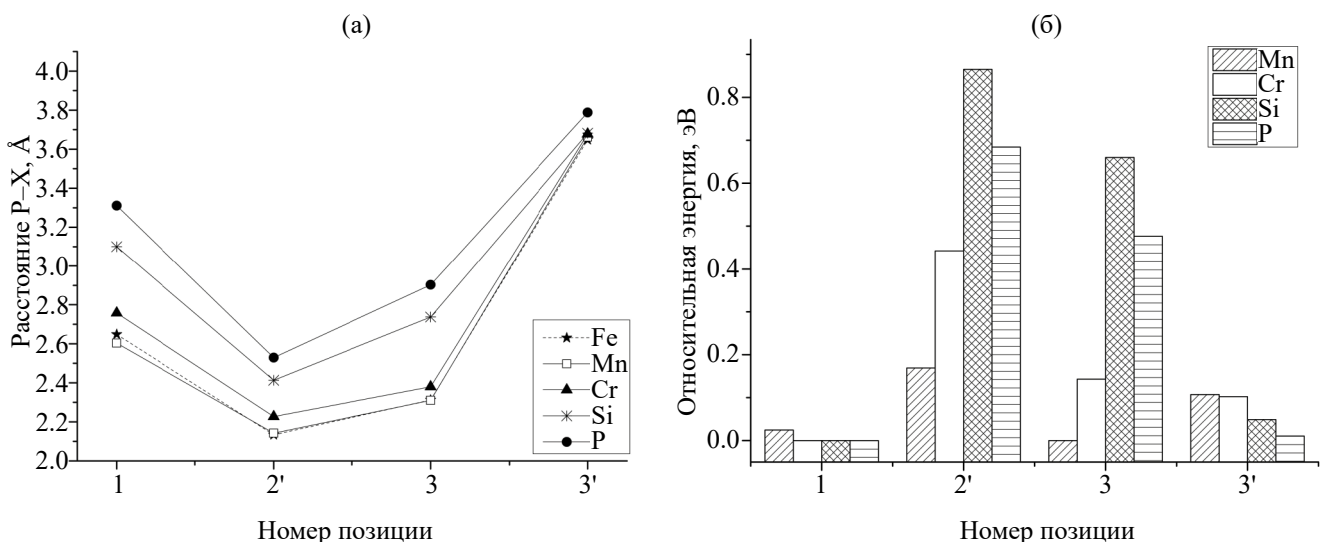 (а)
Расстояние P–X, Å
4.0
3.8
3.6
3.4
3.2
3.0
2.8
2.6
2.4
2.2
2.0
1
2'
3
3'
Номер позиции
Fe
Mn
Cr
Si
P
(б)
Относительная энергия, эВ
0.8
0.6
0.4
0.2
0.0
1
2'
3
3'
Номер позиции
Mn
Cr
Si
P